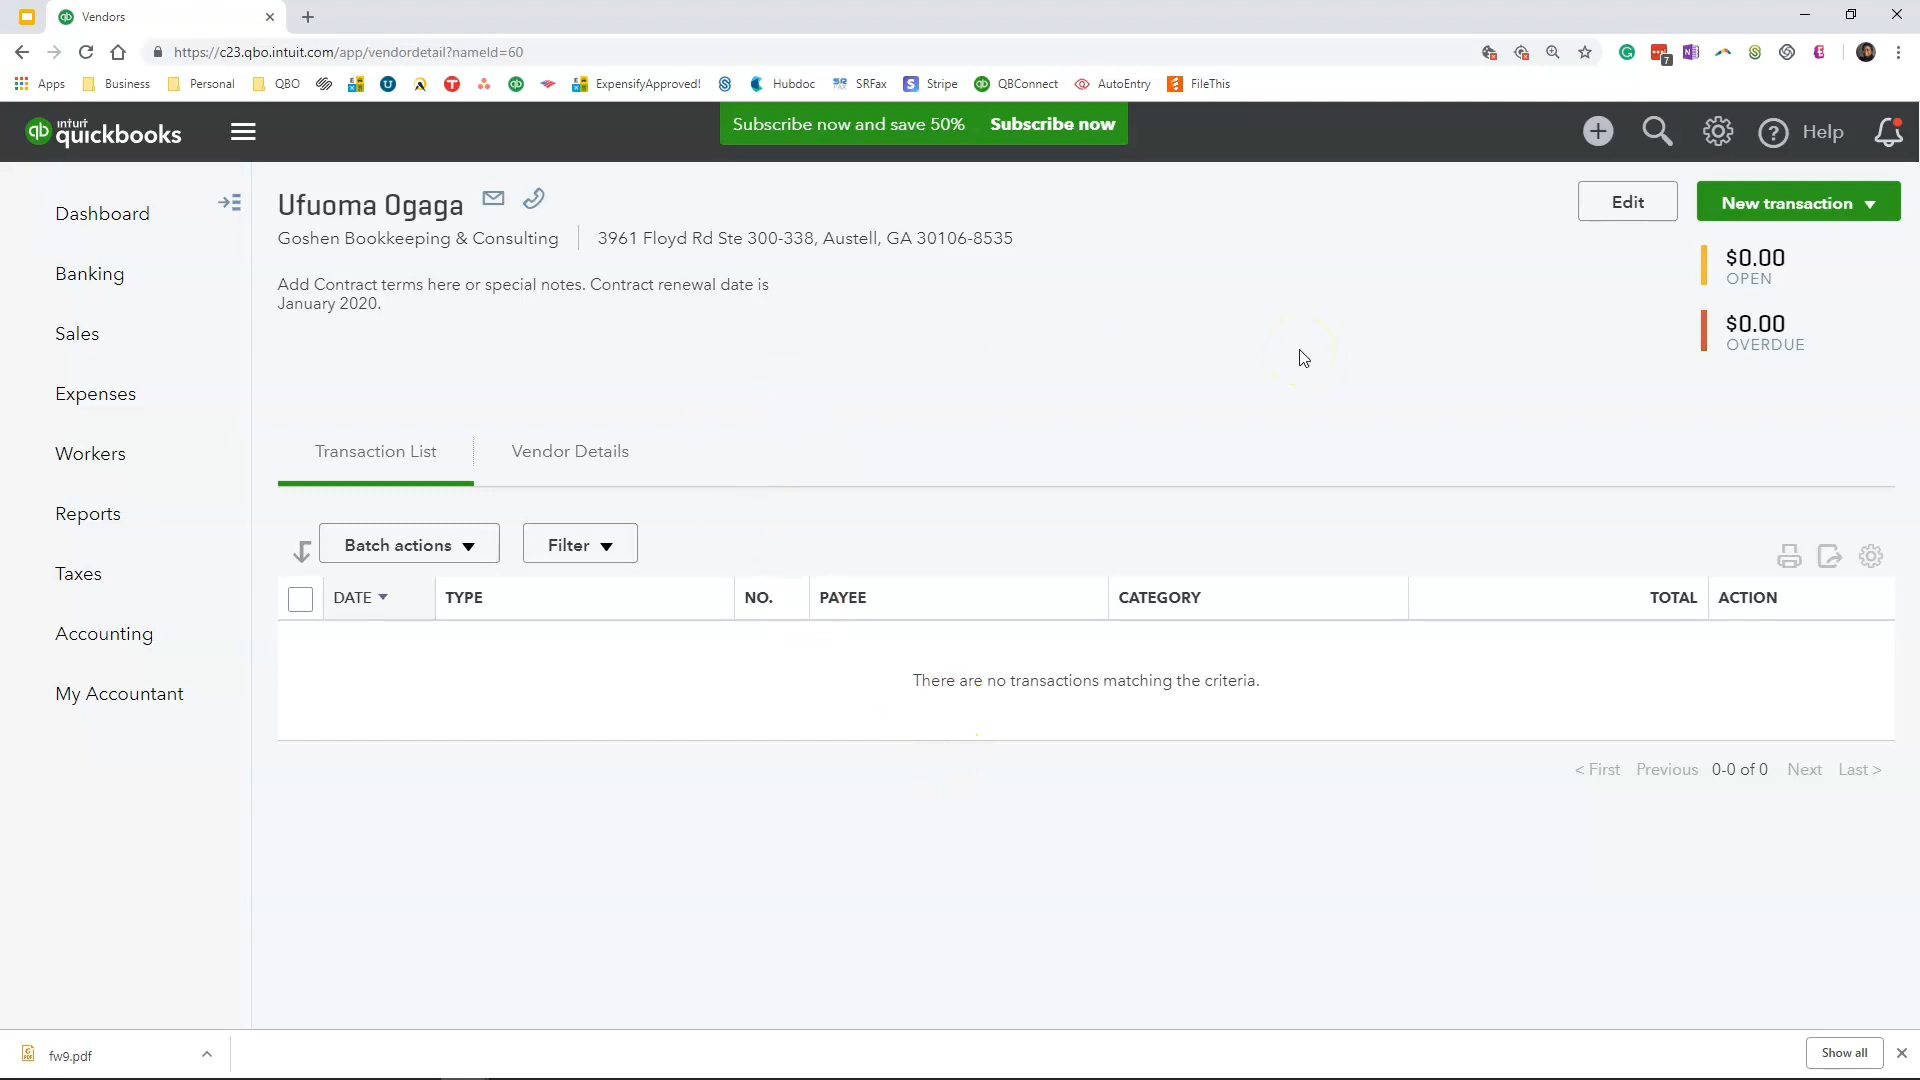 Vendors
https://c23.qbo.intuit.com/app/vendordetail?nameId=60
7
Apps Business Personal QBO ExpensifyApproved! Hubdoc SRFax Stripe QBConnect AutoEntry FileThis
intuit quickbooks
Subscribe now and save 50% Subscribe now
Help
Dashboard
Banking
Sales
Expenses
Workers
Reports
Taxes
Accounting
My Accountant
Ufuoma Ogaga
Edit
New transaction
Goshen Bookkeeping & Consulting 3961 Floyd Rd Ste 300-338, Austell, GA 30106-8535
$0.00
OPEN
Add Contract terms here or special notes. Contract renewal date is
January 2020.
$0.00
OVERDUE
Transaction List Vendor Details
Batch actions Filter
DATE TYPE NO. PAYEE CATEGORY TOTAL ACTION
There are no transactions matching the criteria.
< First Previous 0-0 of 0 Next Last >
fw9.pdf
Show all